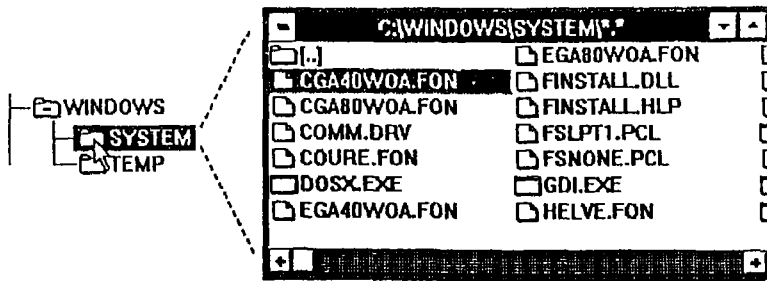 WINDOWS
SYSTEM
TEMP
C:\WINDOWS\SYSTEM\*.*
[..]
CGA40WOA.FON
CGA80WOA.FON
COMM.DRV
COURE.FON
DOSX.EXE
EGA40WOA.FON
EGA80WOA.FON
FINSTALL.DLL
FINSTALL.HLP
FSLPT1.PCL
FSNONE.PCL
GDI.EXE
HELVE.FON